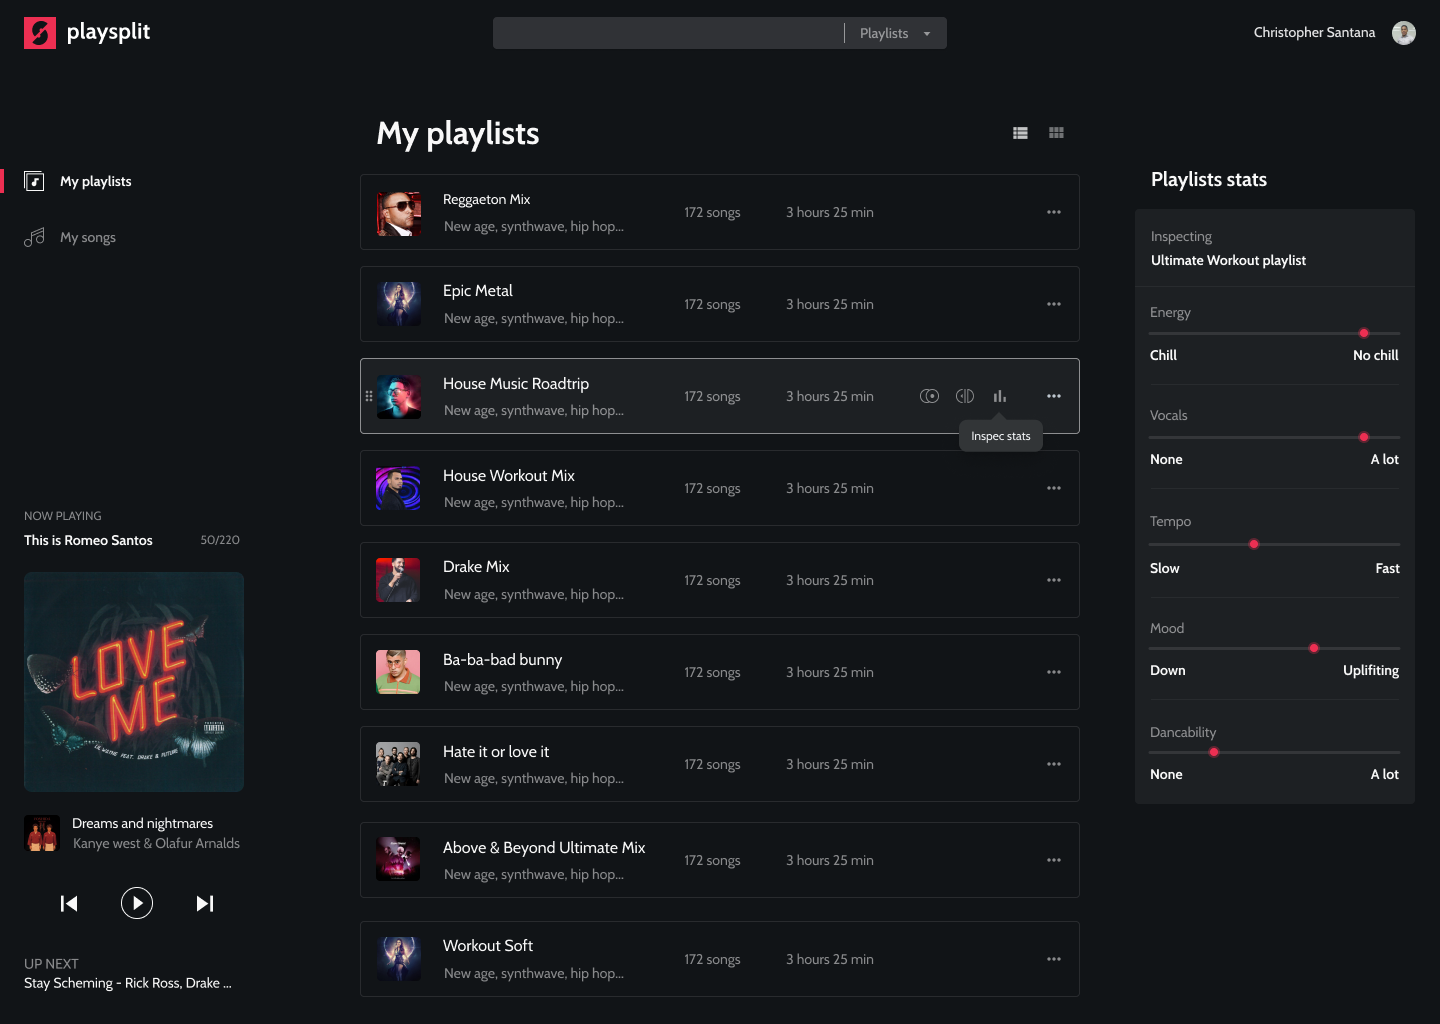 playsplit
Playlists
Christopher Santana
My playlists
My songs
NOW PLAYING
This is Romeo Santos 50/220
LOVE
ME
PARENTAL
ADVISORY
LIL WAYNE FEAT. DRAKE & FUTURE
Dreams and nightmares
Kanye west & Olafur Arnalds
UP NEXT
Stay Scheming - Rick Ross, Drake ...
My playlists
Reggaeton Mix
New age, synthwave, hip hop...
172 songs
3 hours 25 min
Epic Metal
New age, synthwave, hip hop...
172 songs
3 hours 25 min
House Music Roadtrip
New age, synthwave, hip hop...
172 songs
3 hours 25 min
Inspec stats
House Workout Mix
New age, synthwave, hip hop...
172 songs
3 hours 25 min
Drake Mix
New age, synthwave, hip hop...
172 songs
3 hours 25 min
Ba-ba-bad bunny
New age, synthwave, hip hop...
172 songs
3 hours 25 min
Hate it or love it
New age, synthwave, hip hop...
172 songs
3 hours 25 min
Above & Beyond Ultimate Mix
New age, synthwave, hip hop...
172 songs
3 hours 25 min
Workout Soft
New age, synthwave, hip hop...
172 songs
3 hours 25 min
Playlists stats
Inspecting
Ultimate Workout playlist
Energy
Chill No chill
Vocals
None A lot
Tempo
Slow Fast
Mood
Down Uplifiting
Dancability
None A lot